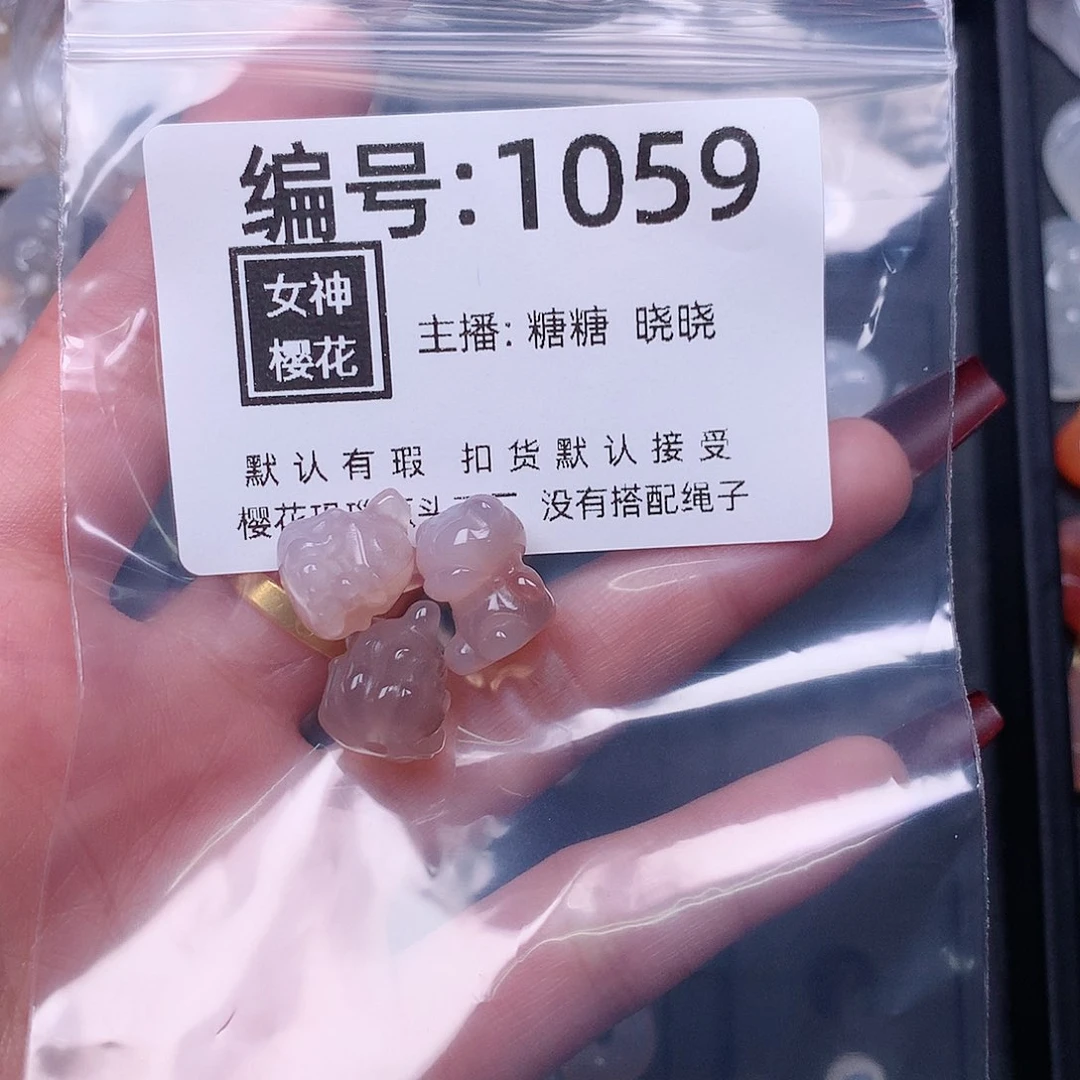 编号:1059
女神
樱花
主播: 糖糖 晓晓
默认有瑕 扣货默认接受
樱花 没有搭配绳子